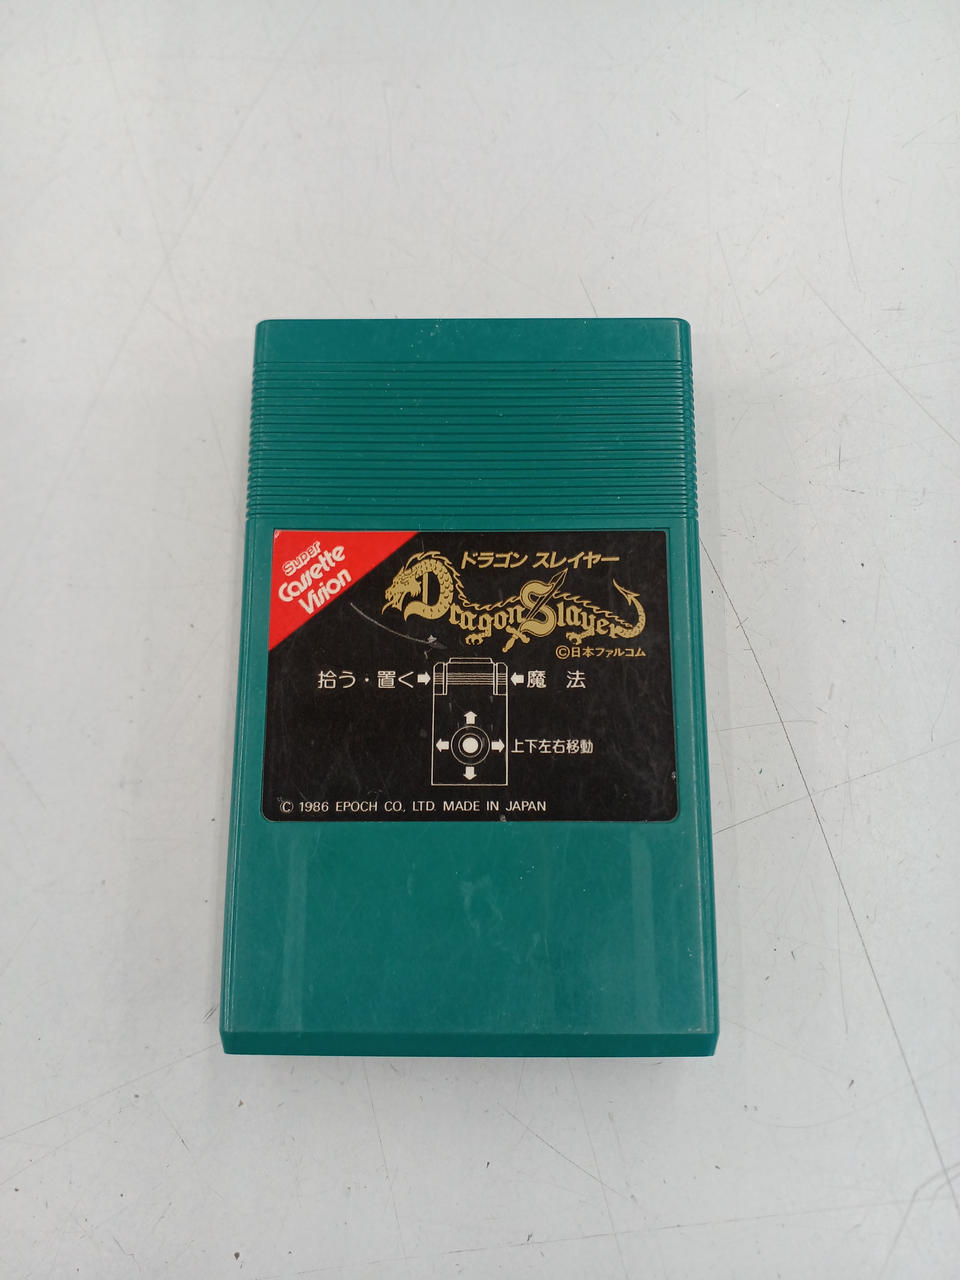 Super
Cassette
Vision
ドラゴン スレイヤー
Dragon Slayer
©日本ファルコム
拾う・置く
魔 法
上下左右移動
© 1986 EPOCH CO., LTD. MADE IN JAPAN